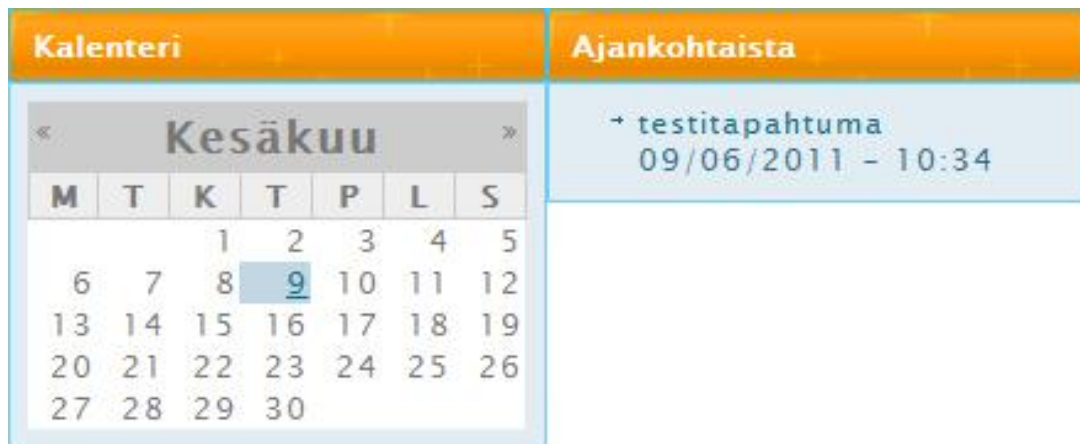 Kalenteri
« Kesäkuu »
M T K T P L S
1 2 3 4 5
6 7 8 9 10 11 12
13 14 15 16 17 18 19
20 21 22 23 24 25 26
27 28 29 30
Ajankohtaista
→ testitapahtuma
09/06/2011 – 10:34